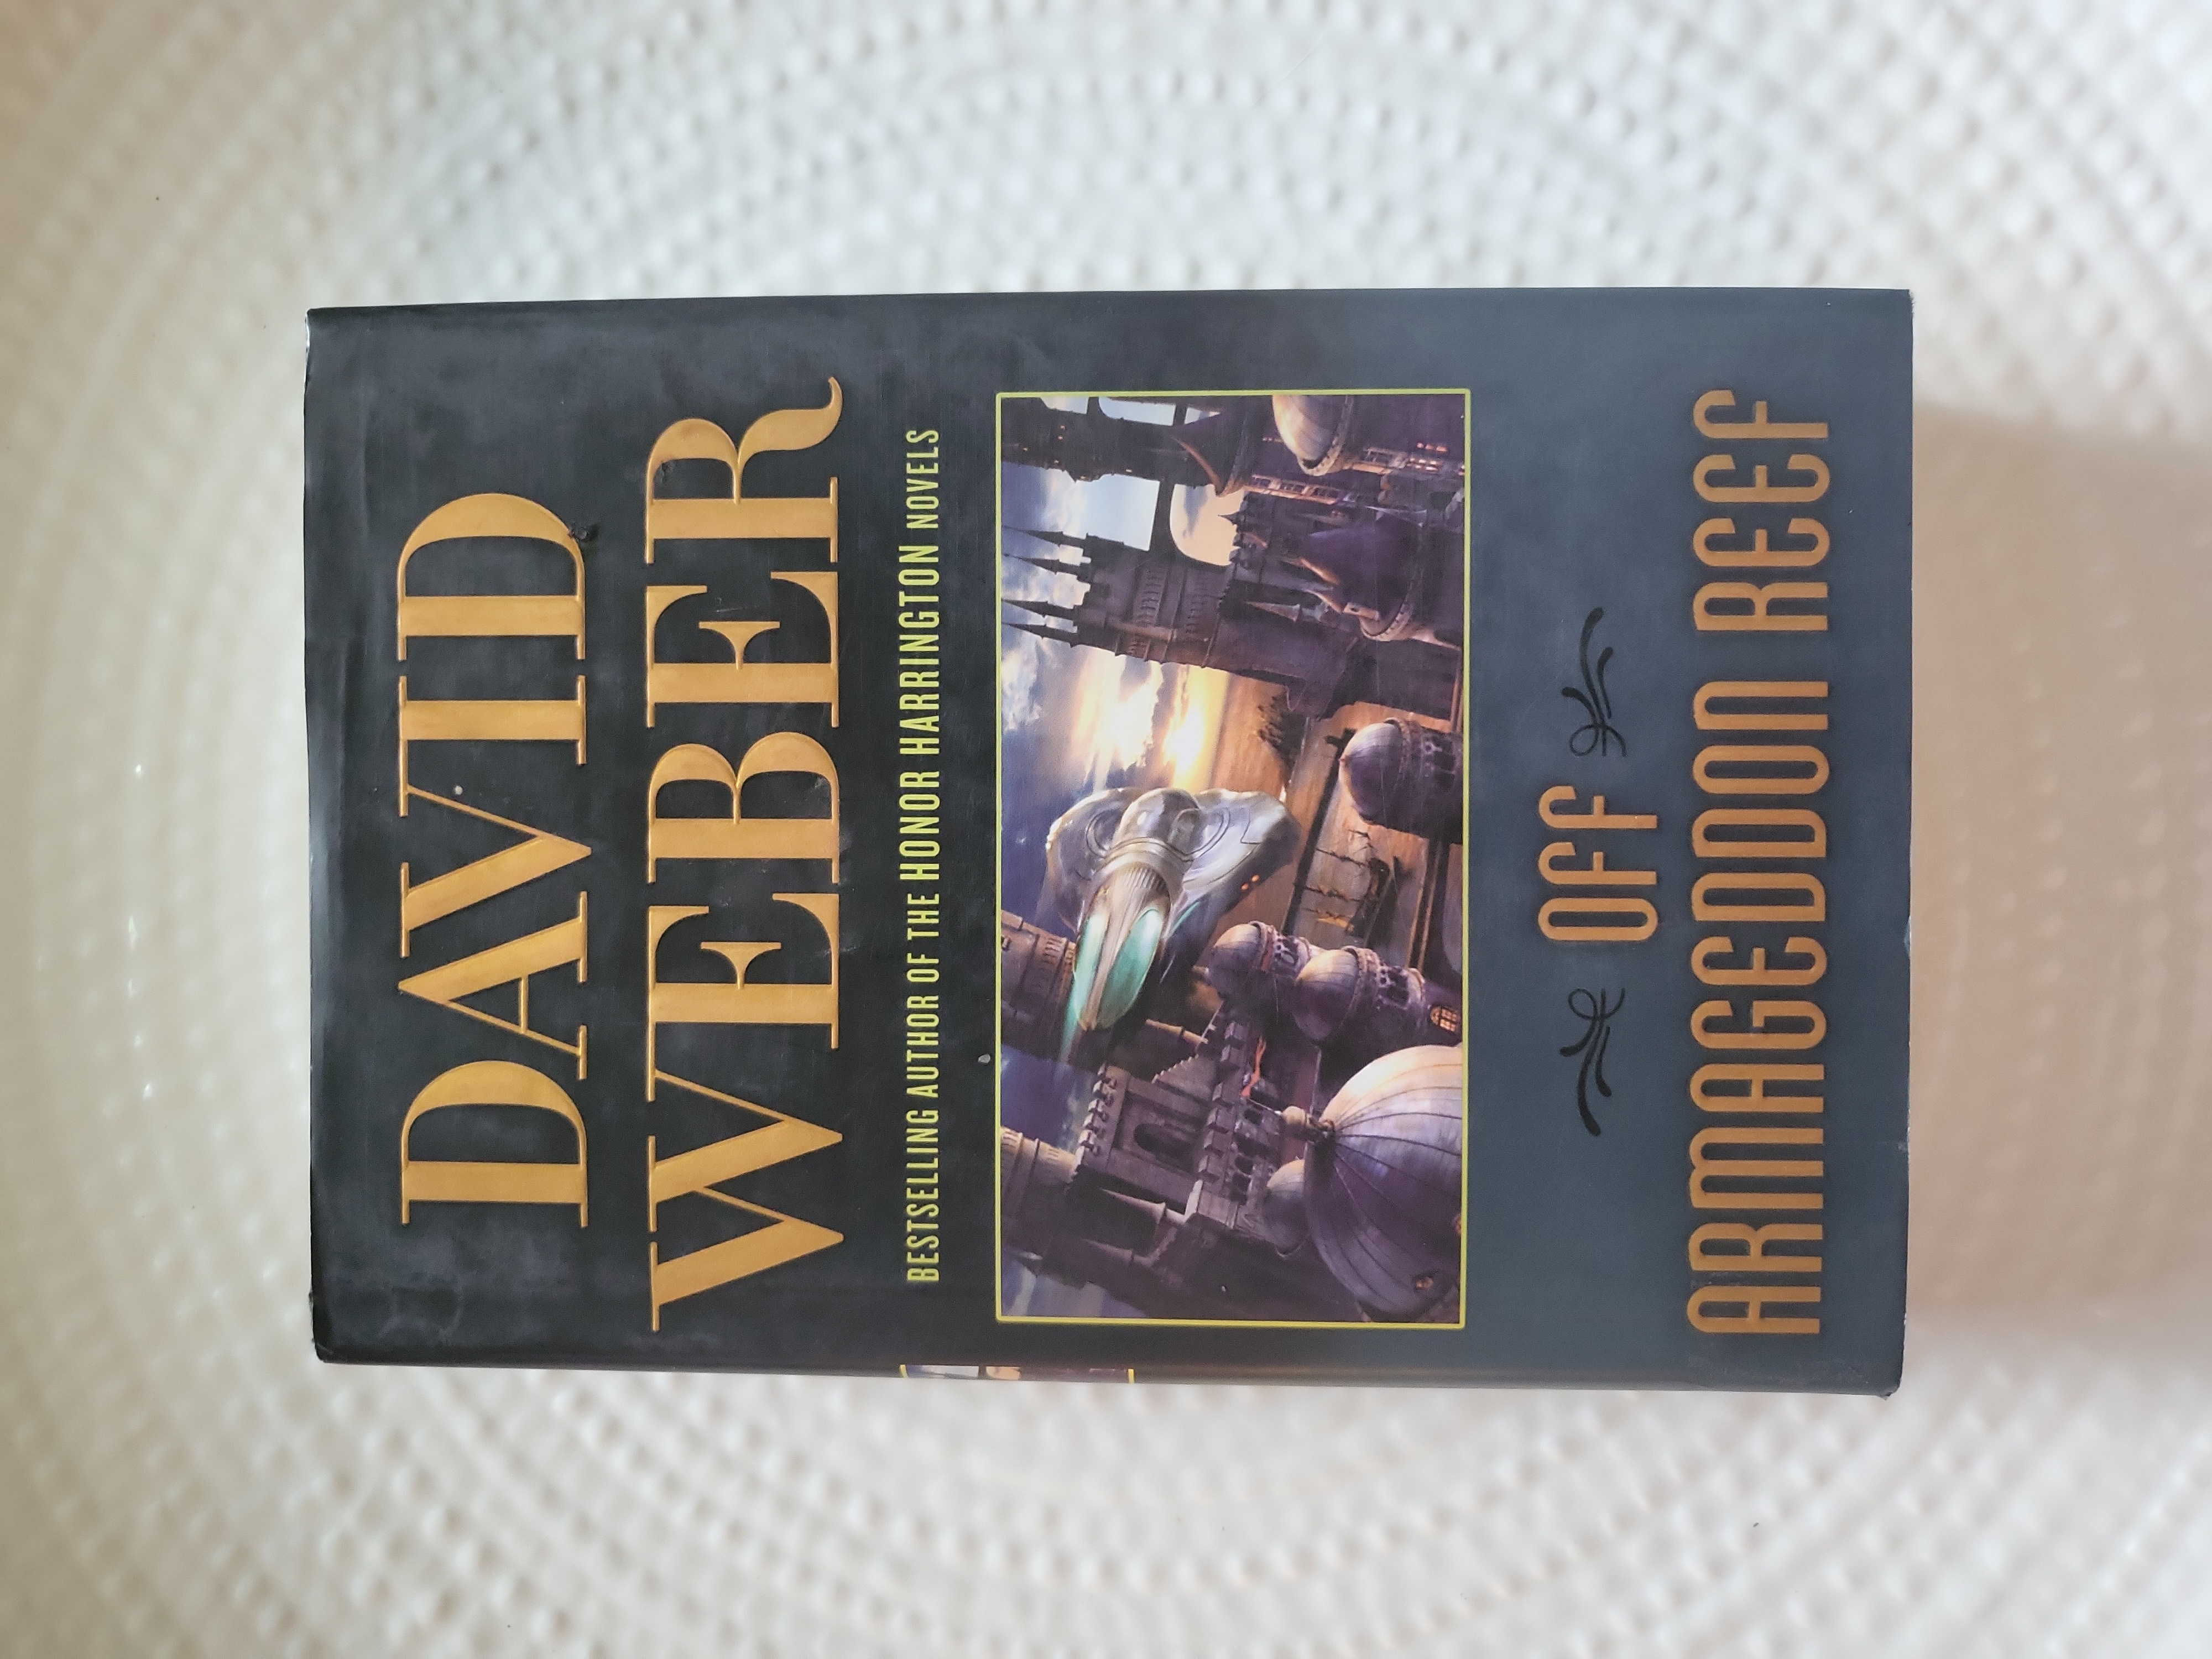 DAVID
WEBER
BESTSELLING AUTHOR OF THE HONOR HARRINGTON NOVELS
OFF
ARMAGEDDON REEF